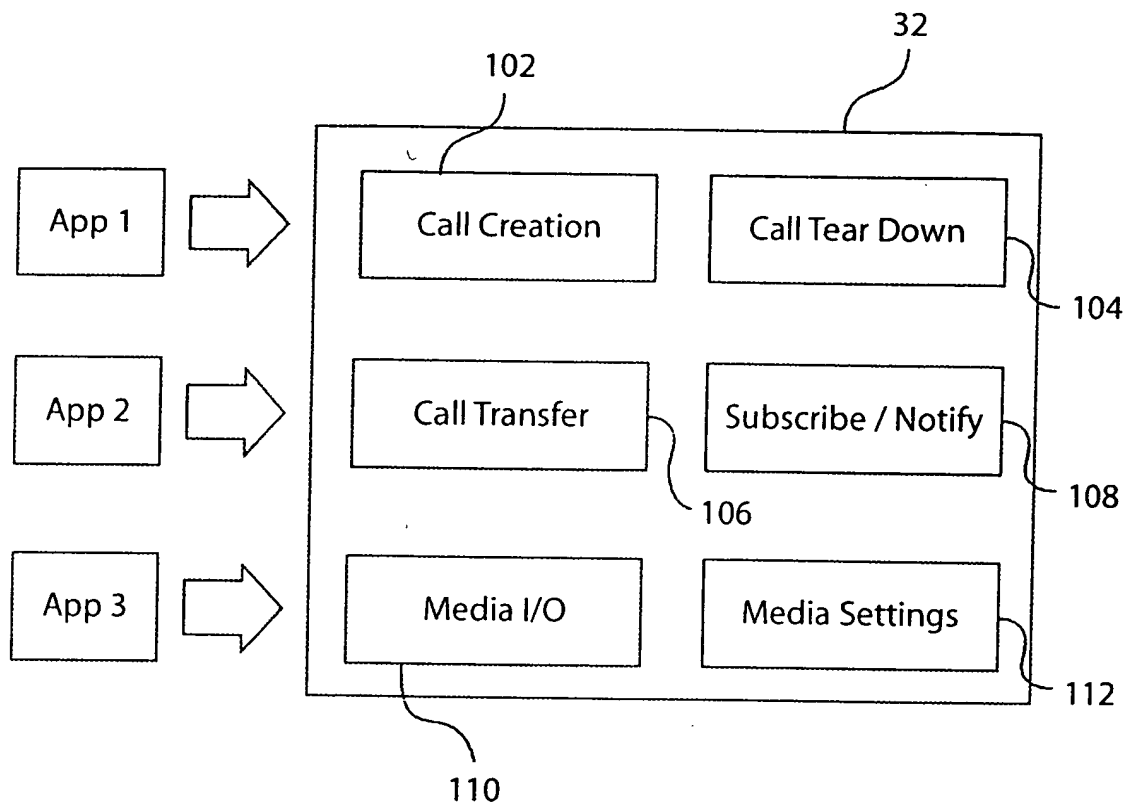 32
102
App 1
Call Creation
Call Tear Down
104
App 2
Call Transfer
Subscribe / Notify
106
108
App 3
Media I/O
Media Settings
112
110